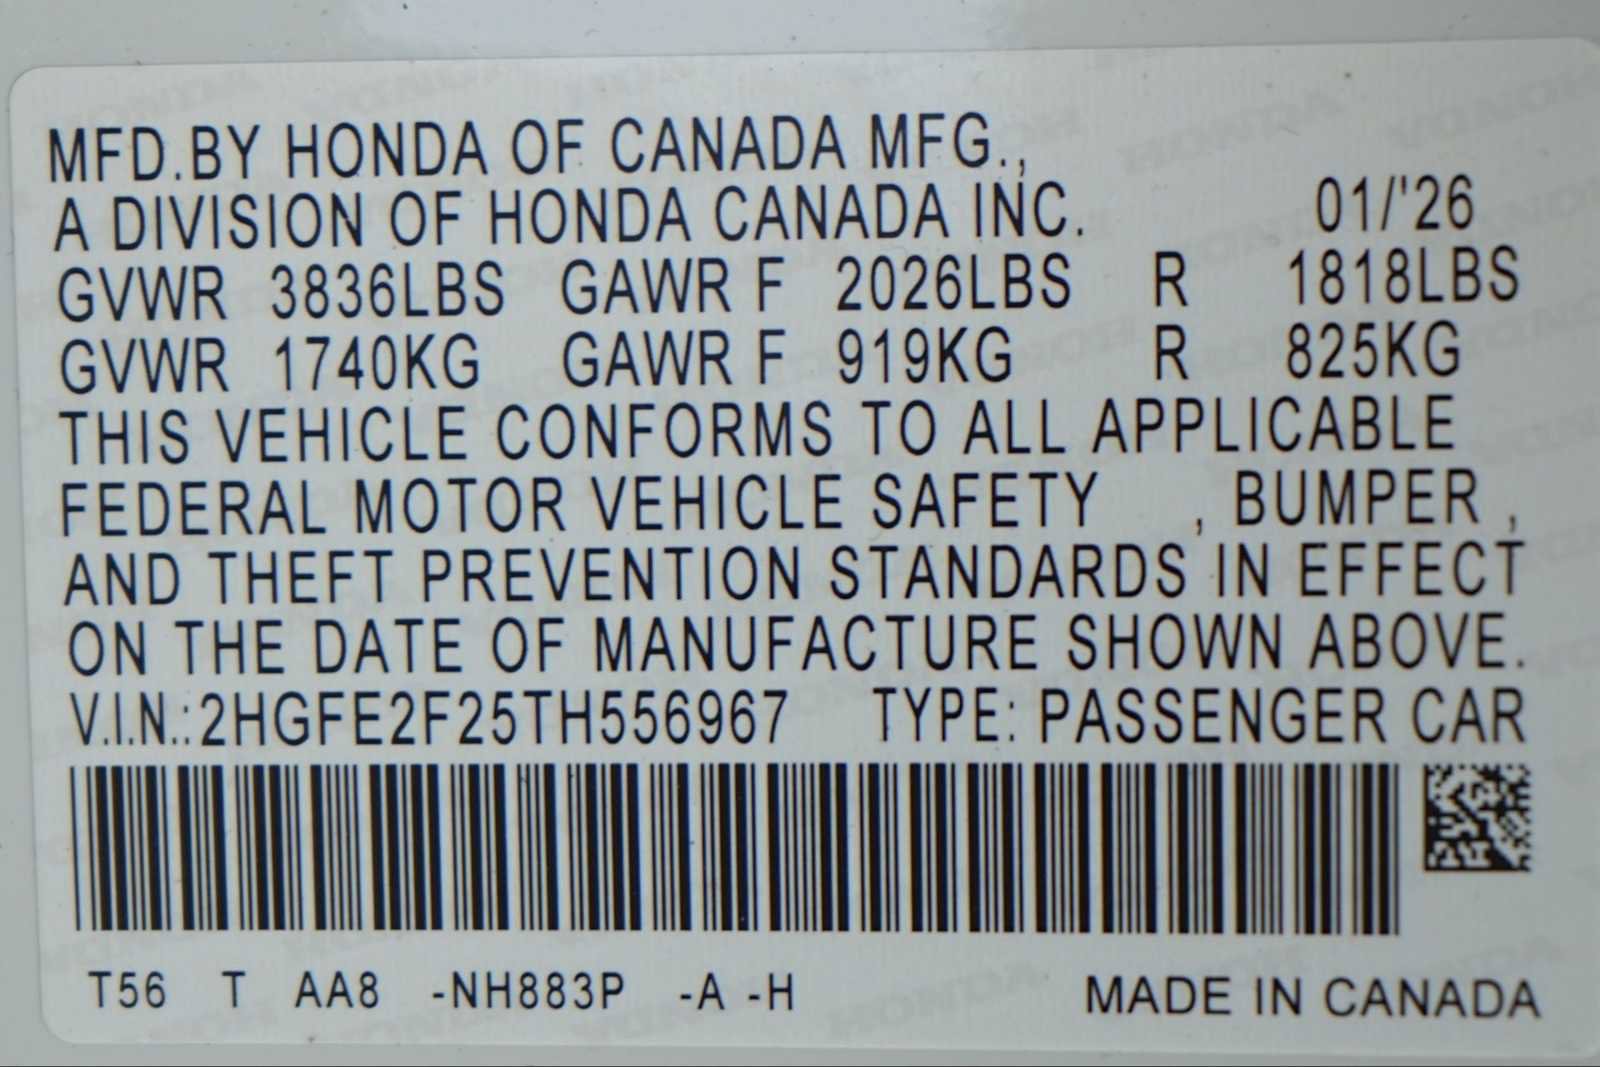 MFD.BY HONDA OF CANADA MFG.,
A DIVISION OF HONDA CANADA INC. 01/'26
GVWR 3836LBS GAWR F 2026LBS R 1818LBS
GVWR 1740KG GAWR F 919KG R 825KG
THIS VEHICLE CONFORMS TO ALL APPLICABLE
FEDERAL MOTOR VEHICLE SAFETY , BUMPER ,
AND THEFT PREVENTION STANDARDS IN EFFECT
ON THE DATE OF MANUFACTURE SHOWN ABOVE.
V.I.N.:2HGFE2F25TH556967 TYPE: PASSENGER CAR
T56 T AA8 -NH883P -A -H MADE IN CANADA